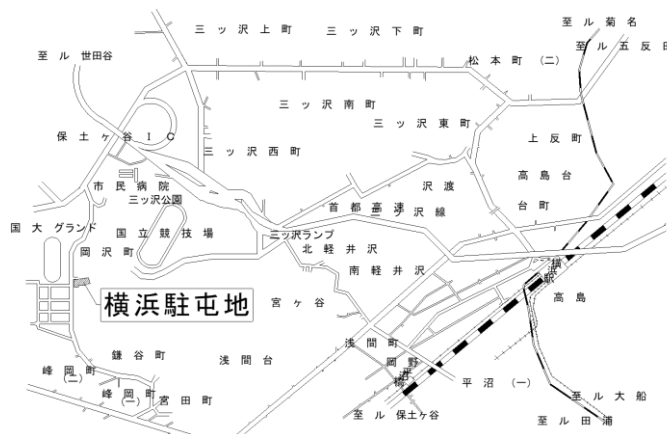 至ル 菊名
至ル 五反田
三ッ沢上町
三ッ沢下町
至ル 世田谷
松本町(二)
三ッ沢南町
三ッ沢東町
保土ヶ谷IC
上反町
三ッ沢西町
高島台
市民病院
沢渡
三ッ沢公園
首都高速
三ッ沢線
台町
国大 グランド
国立競技場
三ッ沢ランプ
岡沢町
北軽井沢
横浜駅
南軽井沢
高島
横浜駐屯地
宮ヶ谷
浅間町
鎌谷町
浅間台
岡野
平沼橋
峰岡町
(二)
平沼(一)
峰岡町
(一)
宮田町
至ル 大船
至ル 保土ヶ谷
至ル 田浦